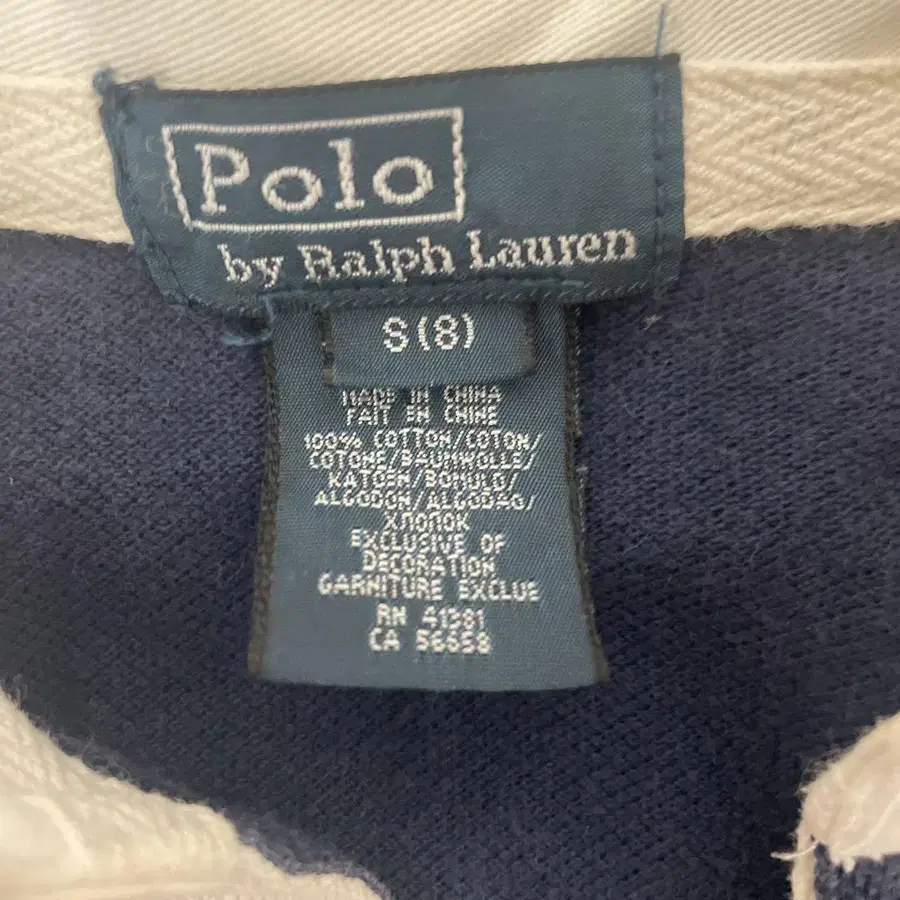 Polo
by Ralph Lauren
S(8)
MADE IN CHINA
FAIT EN CHINE
100% COTTON/COTON/
COTONE/BAUMWOLLE/
KATOEN/BOMULD/
ALGODON/ALGODAO/
ХЛОПОК
EXCLUSIVE OF
DECORATION
GARNITURE EXCLUE
RN 41381
CA 56658